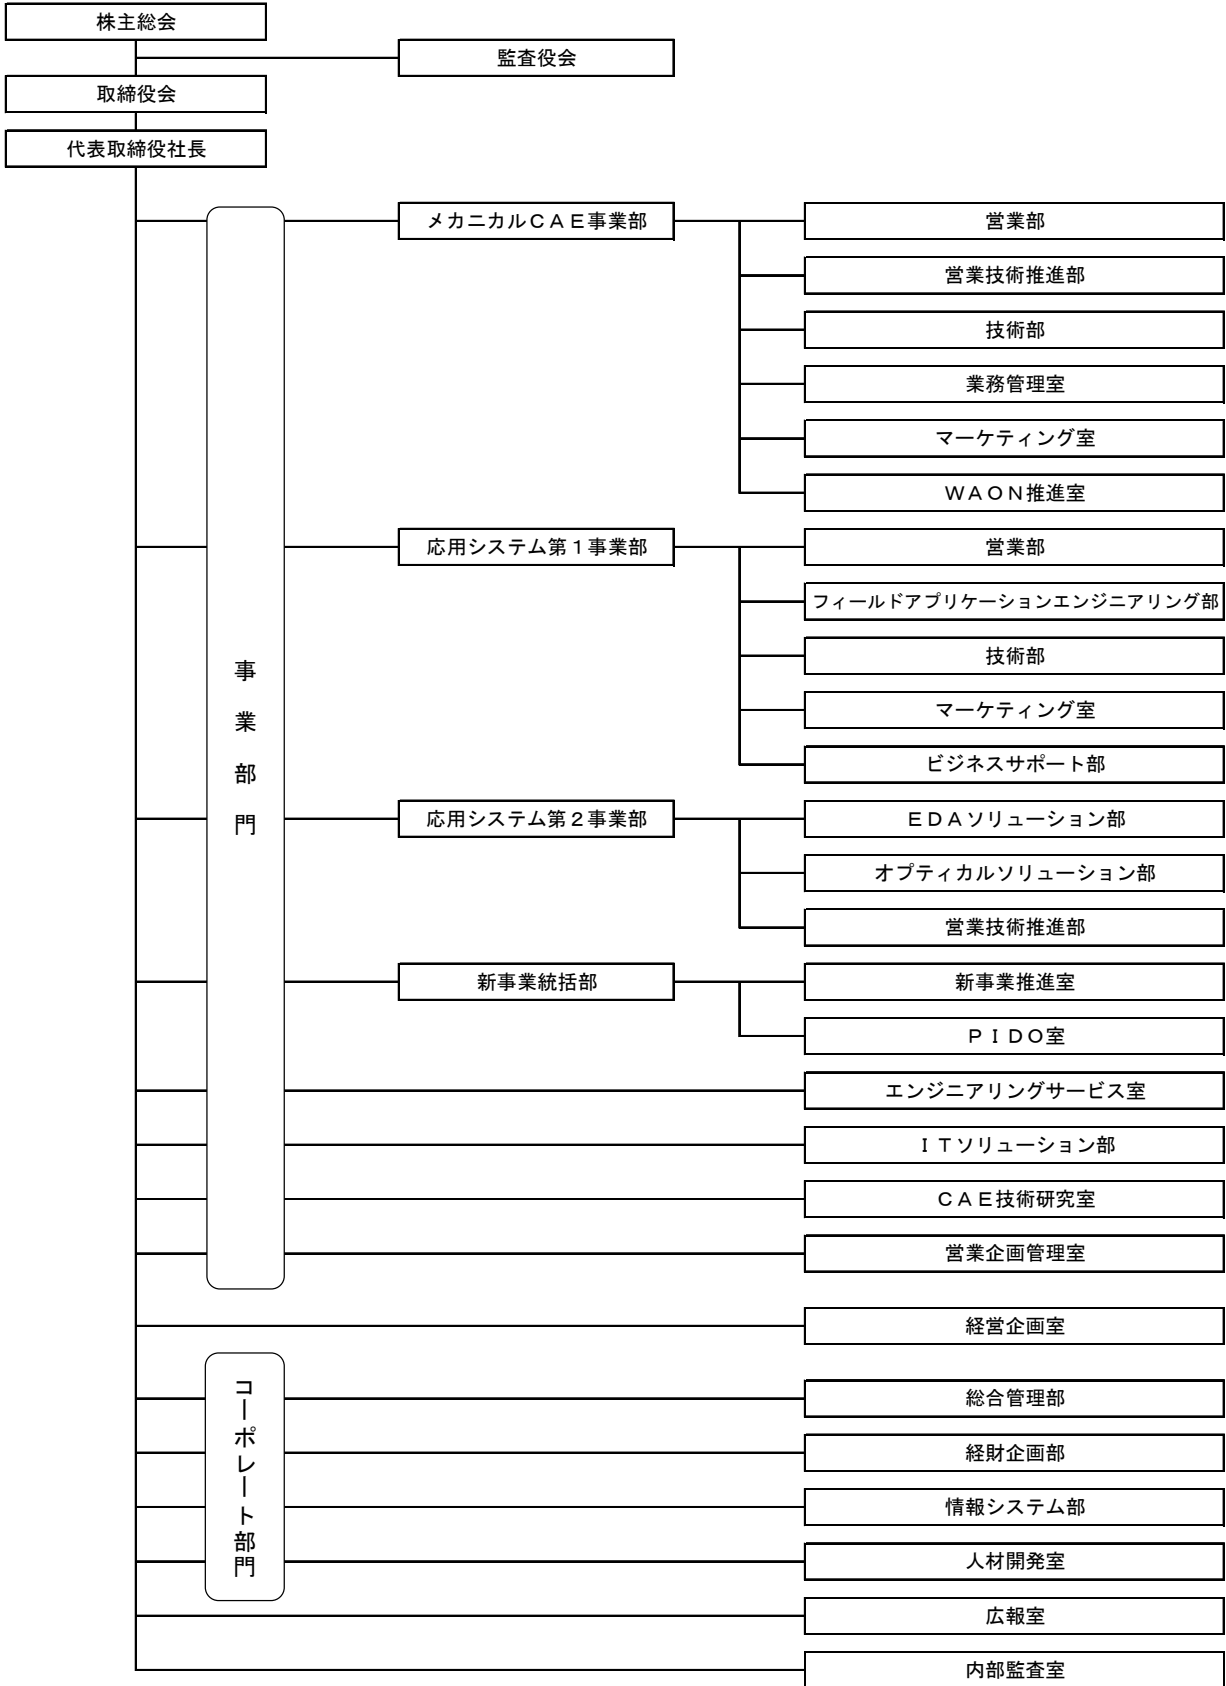 株主総会
監査役会
取締役会
代表取締役社長
事業部門
メカニカルCAE事業部
営業部
営業技術推進部
技術部
業務管理室
マーケティング室
WAON推進室
応用システム第1事業部
営業部
フィールドアプリケーションエンジニアリング部
技術部
マーケティング室
ビジネスサポート部
応用システム第2事業部
EDAソリューション部
オプティカルソリューション部
営業技術推進部
新事業統括部
新事業推進室
PIDO室
エンジニアリングサービス室
ITソリューション部
CAE技術研究室
営業企画管理室
経営企画室
コーポレート部門
総合管理部
経財企画部
情報システム部
人材開発室
広報室
内部監査室